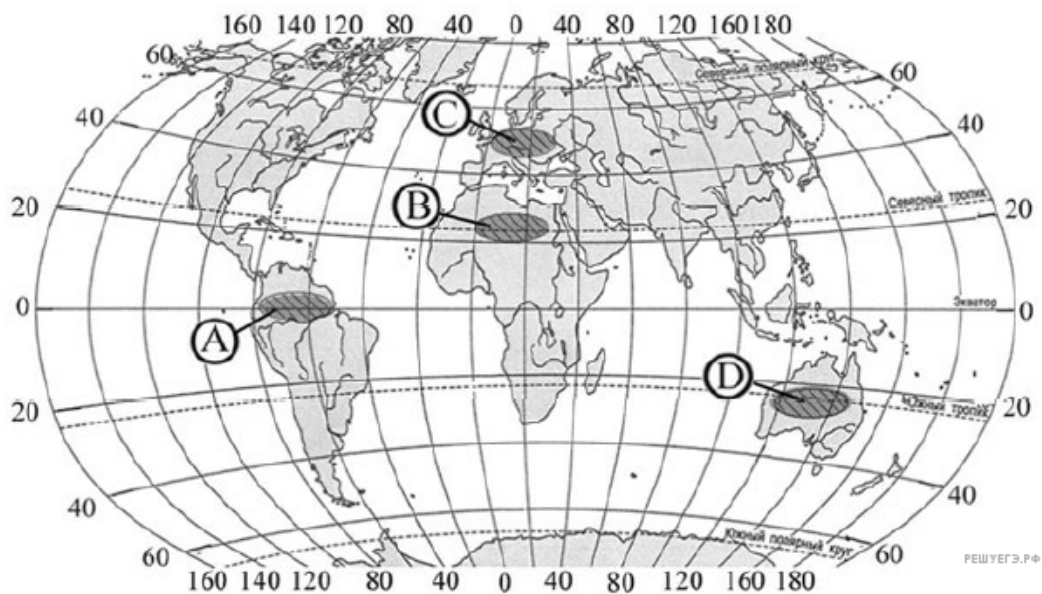 160 140 120 80 40 0 40 80 120 160 180
60 Северный полярный круг 60
40 40
C
Северный тропик
20 B 20
0 Экватор 0
A
D
20 Южный тропик 20
40 40
60 Южный полярный круг 60
РЕШУЕГЭ.РФ
160 140 120 80 40 0 40 80 120 160 180